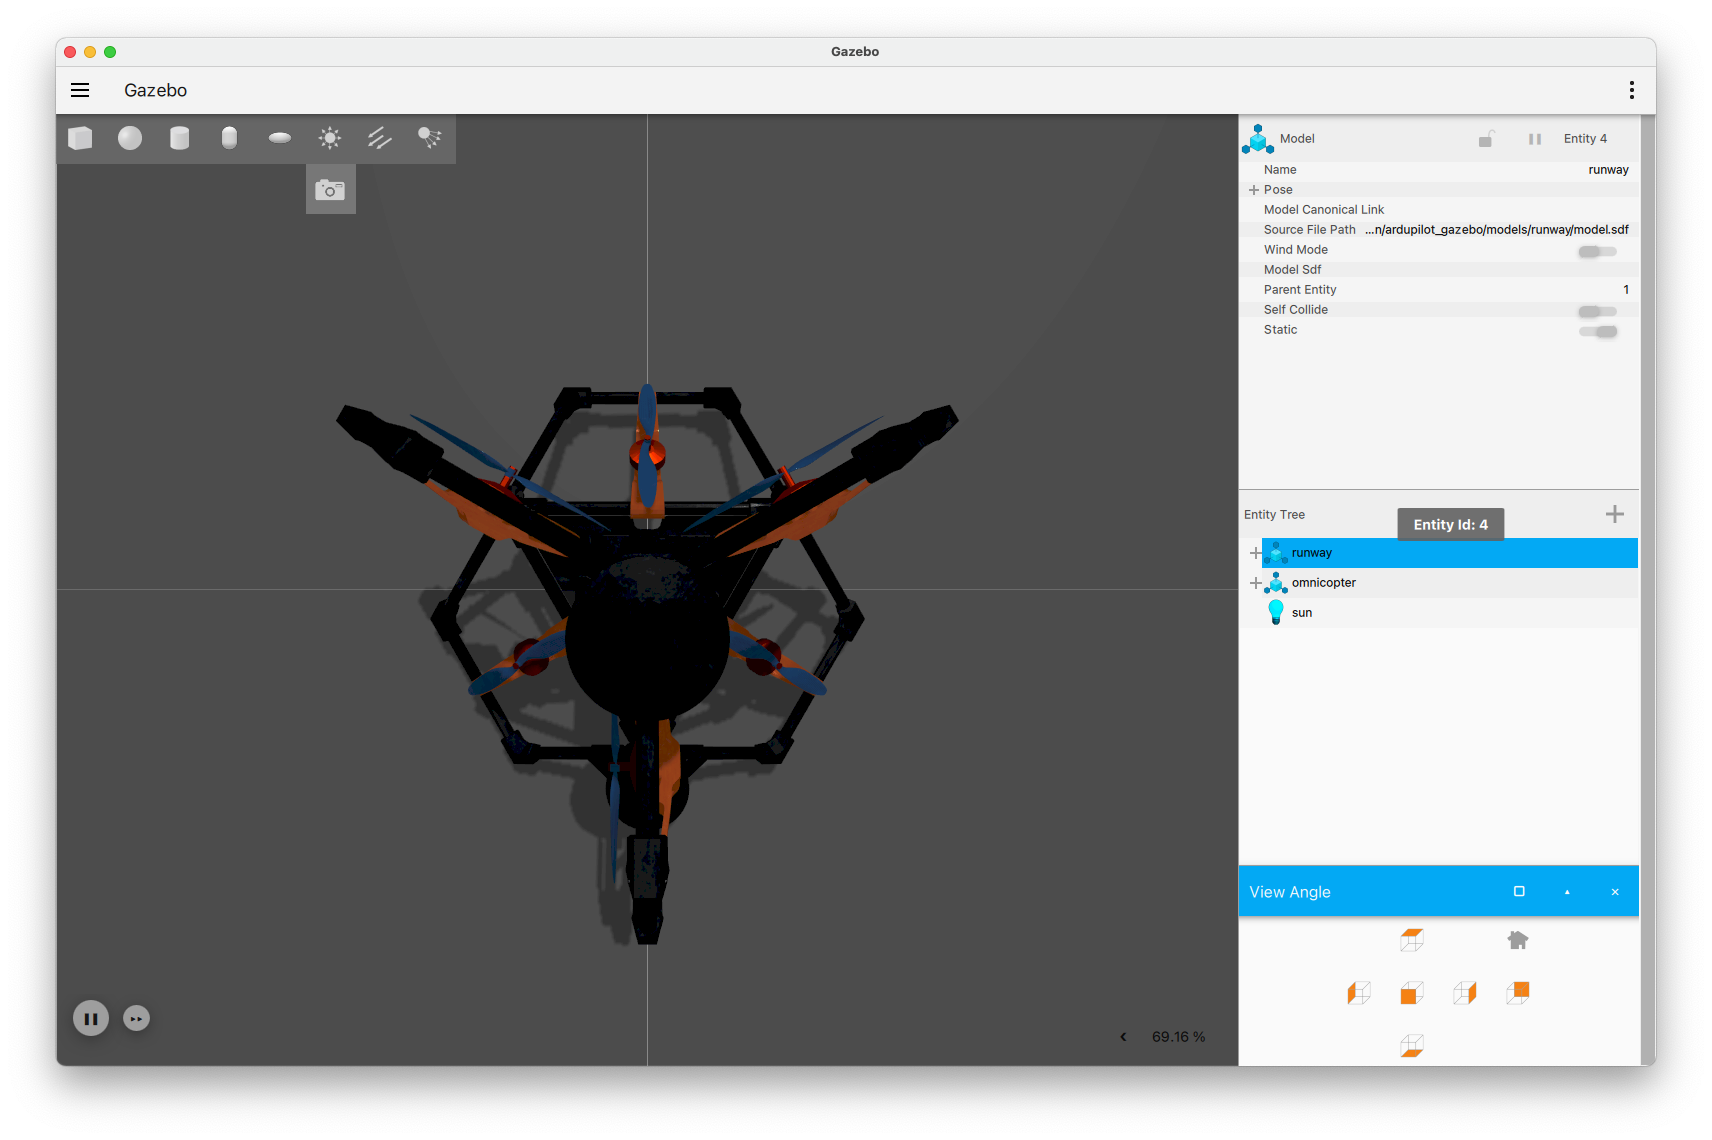 Gazebo
Gazebo
Model
Entity 4
Name
runway
Pose
Model Canonical Link
Source File Path
...n/ardupilot_gazebo/models/runway/model.sdf
Wind Mode
Model Sdf
Parent Entity
1
Self Collide
Static
Entity Tree
Entity Id: 4
runway
omnicopter
sun
View Angle
69.16 %